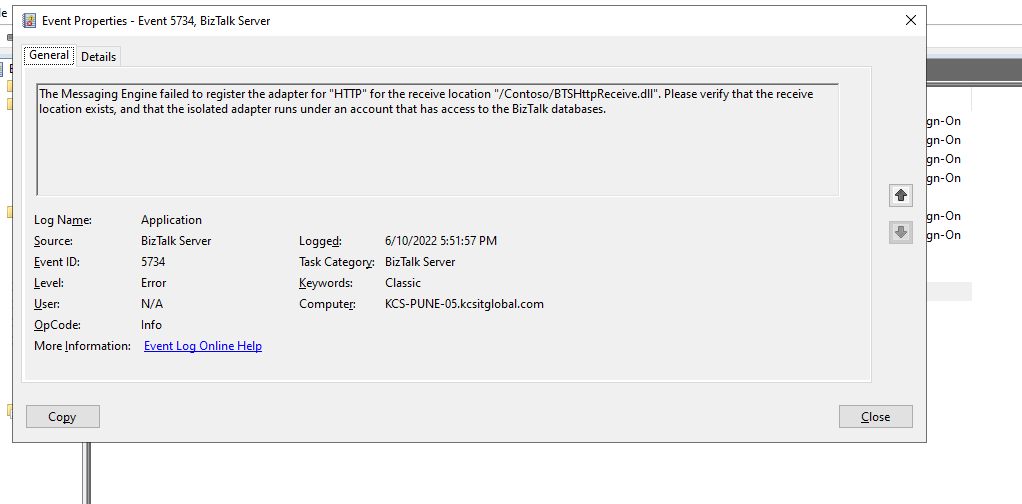 le
Event Properties - Event 5734, BizTalk Server
General Details
The Messaging Engine failed to register the adapter for "HTTP" for the receive location "/Contoso/BTSHttpReceive.dll". Please verify that the receive
location exists, and that the isolated adapter runs under an account that has access to the BizTalk databases.
gn-On
gn-On
gn-On
gn-On
gn-On
gn-On
Log Name: Application
Source: BizTalk Server Logged: 6/10/2022 5:51:57 PM
Event ID: 5734 Task Category: BizTalk Server
Level: Error Keywords: Classic
User: N/A Computer: KCS-PUNE-05.kcsitglobal.com
OpCode: Info
More Information: Event Log Online Help
Copy Close